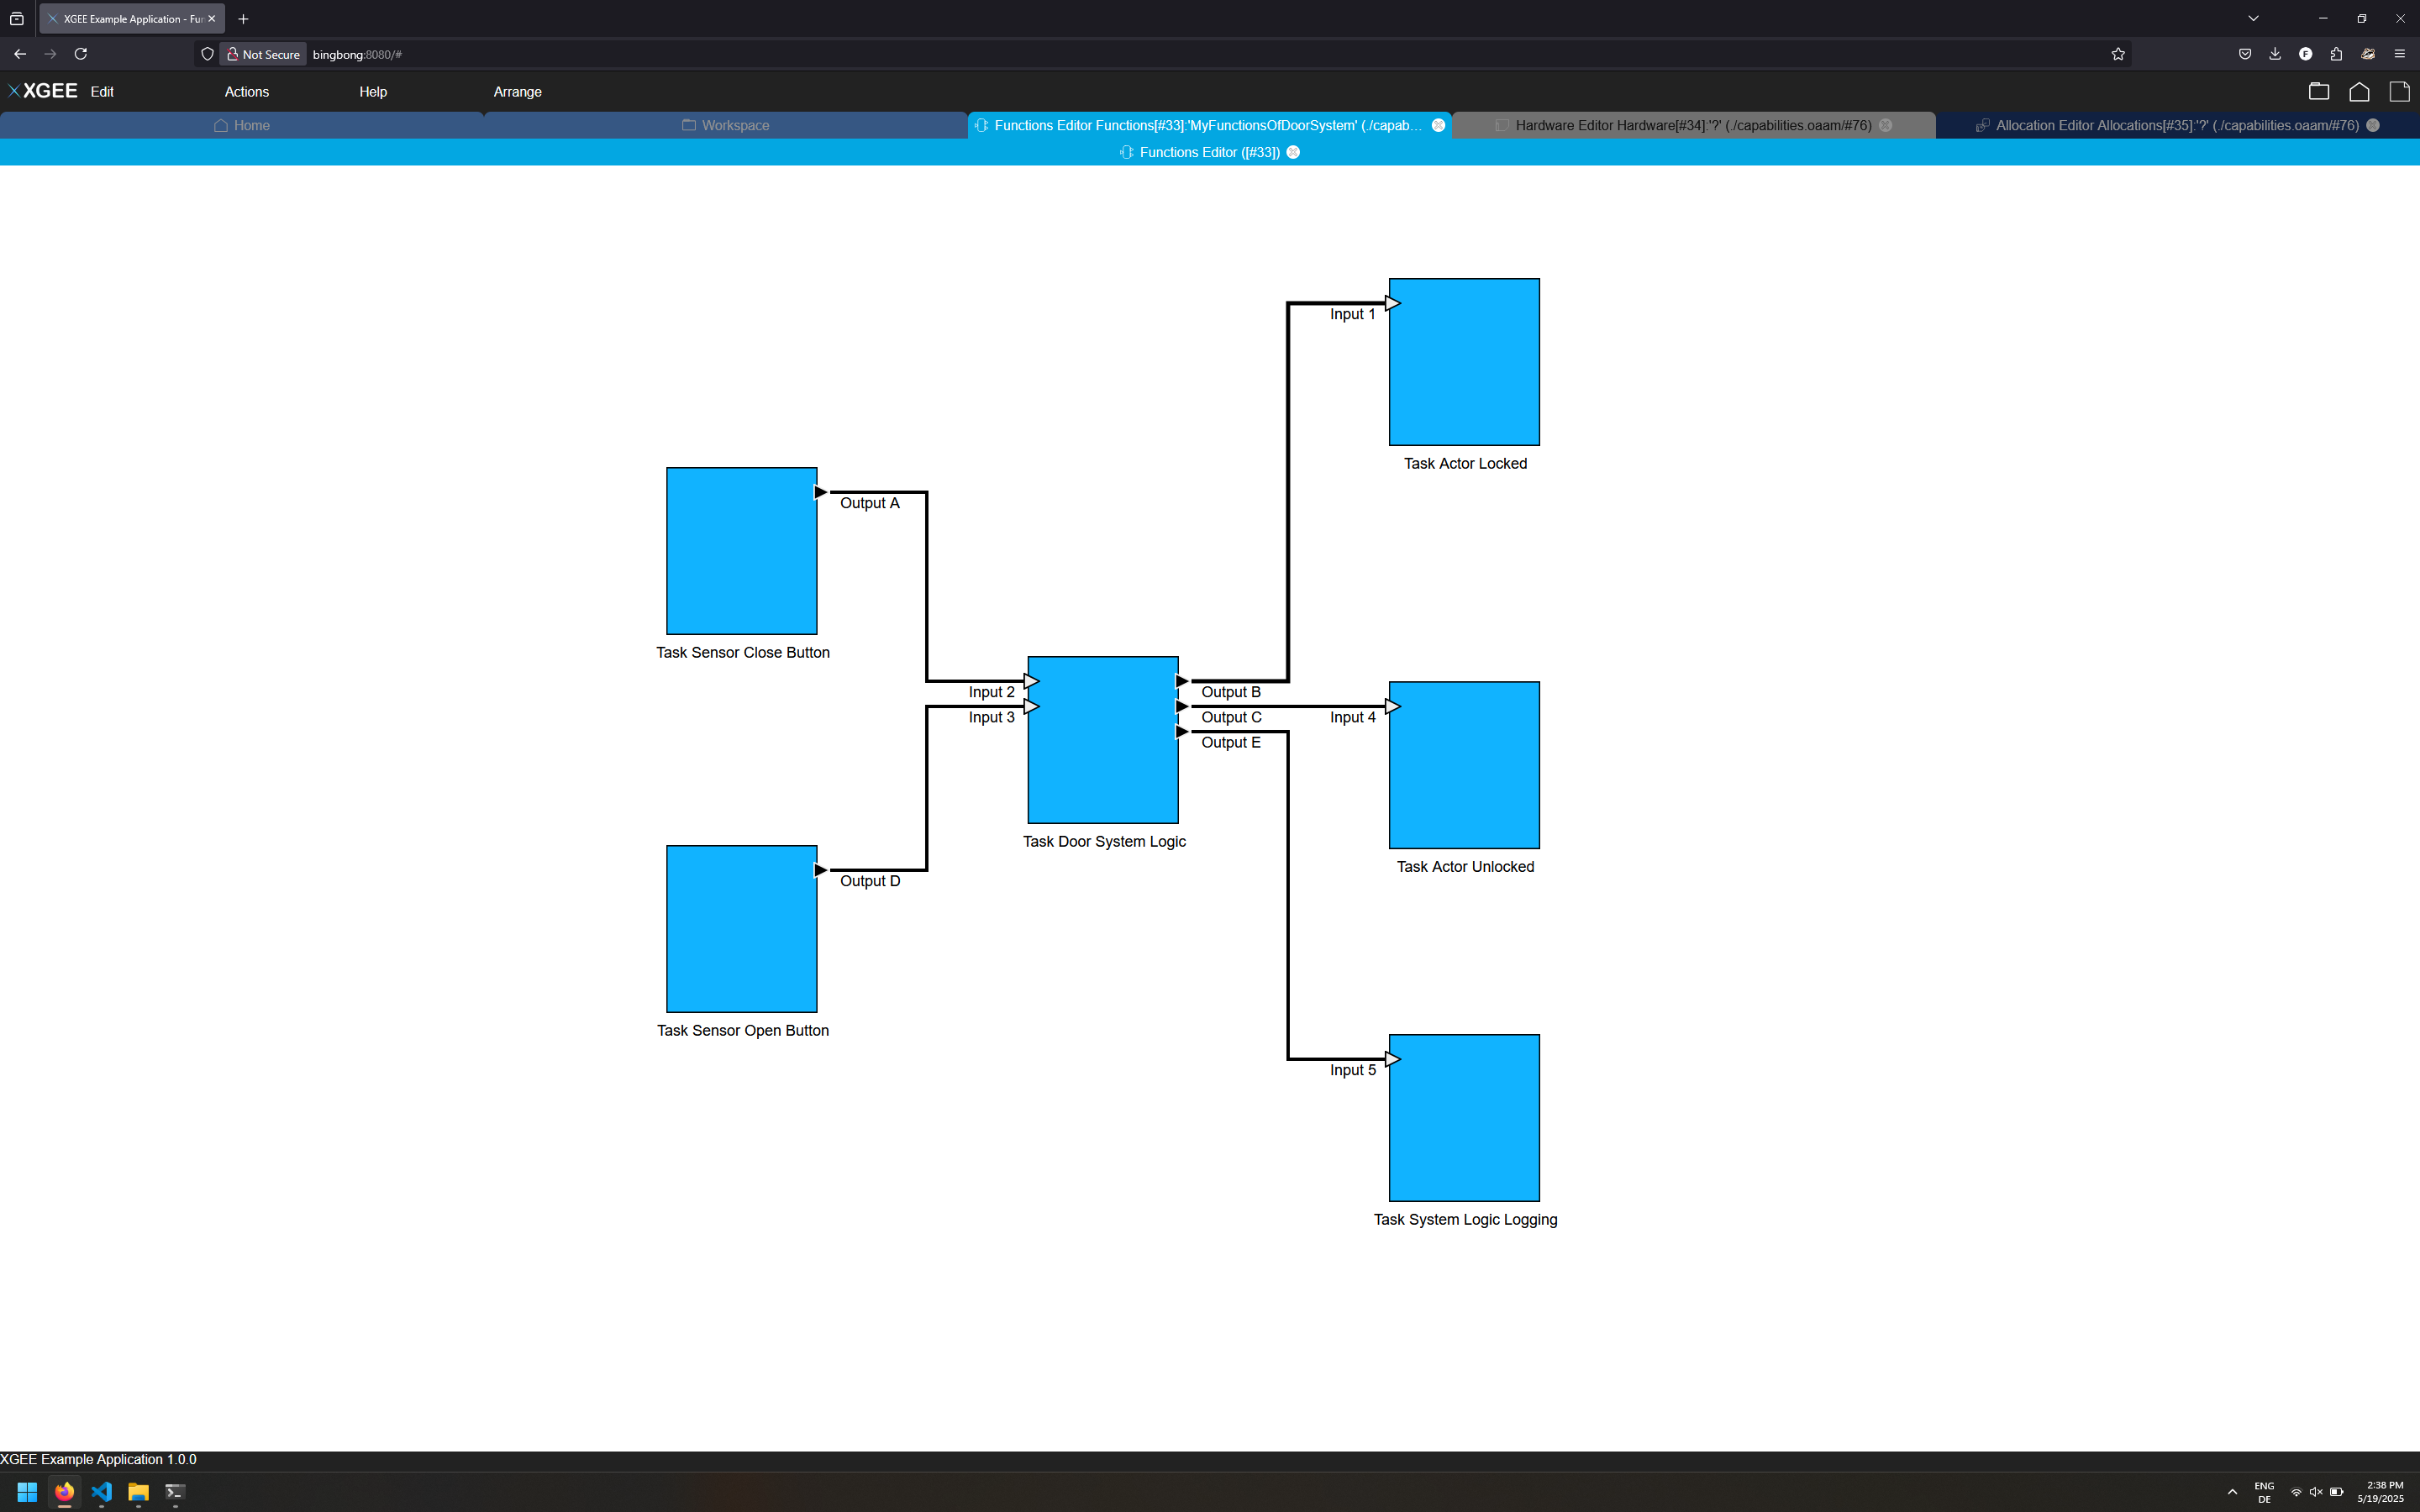 XGEE Example Application - Fun
Not Secure
bingbong:8080/#
XGEE Edit Actions Help Arrange
Home
Workspace
Functions Editor Functions[#33]:'MyFunctionsOfDoorSystem' (./capab...
Hardware Editor Hardware[#34]:'?' (./capabilities.oaam/#76)
Allocation Editor Allocations[#35]:'?' (./capabilities.oaam/#76)
Functions Editor ([#33])
Input 1
Task Actor Locked
Output A
Task Sensor Close Button
Input 2
Output B
Input 3
Output C
Input 4
Output E
Task Door System Logic
Task Actor Unlocked
Output D
Task Sensor Open Button
Input 5
Task System Logic Logging
XGEE Example Application 1.0.0
ENG
DE
2:38 PM
5/19/2025